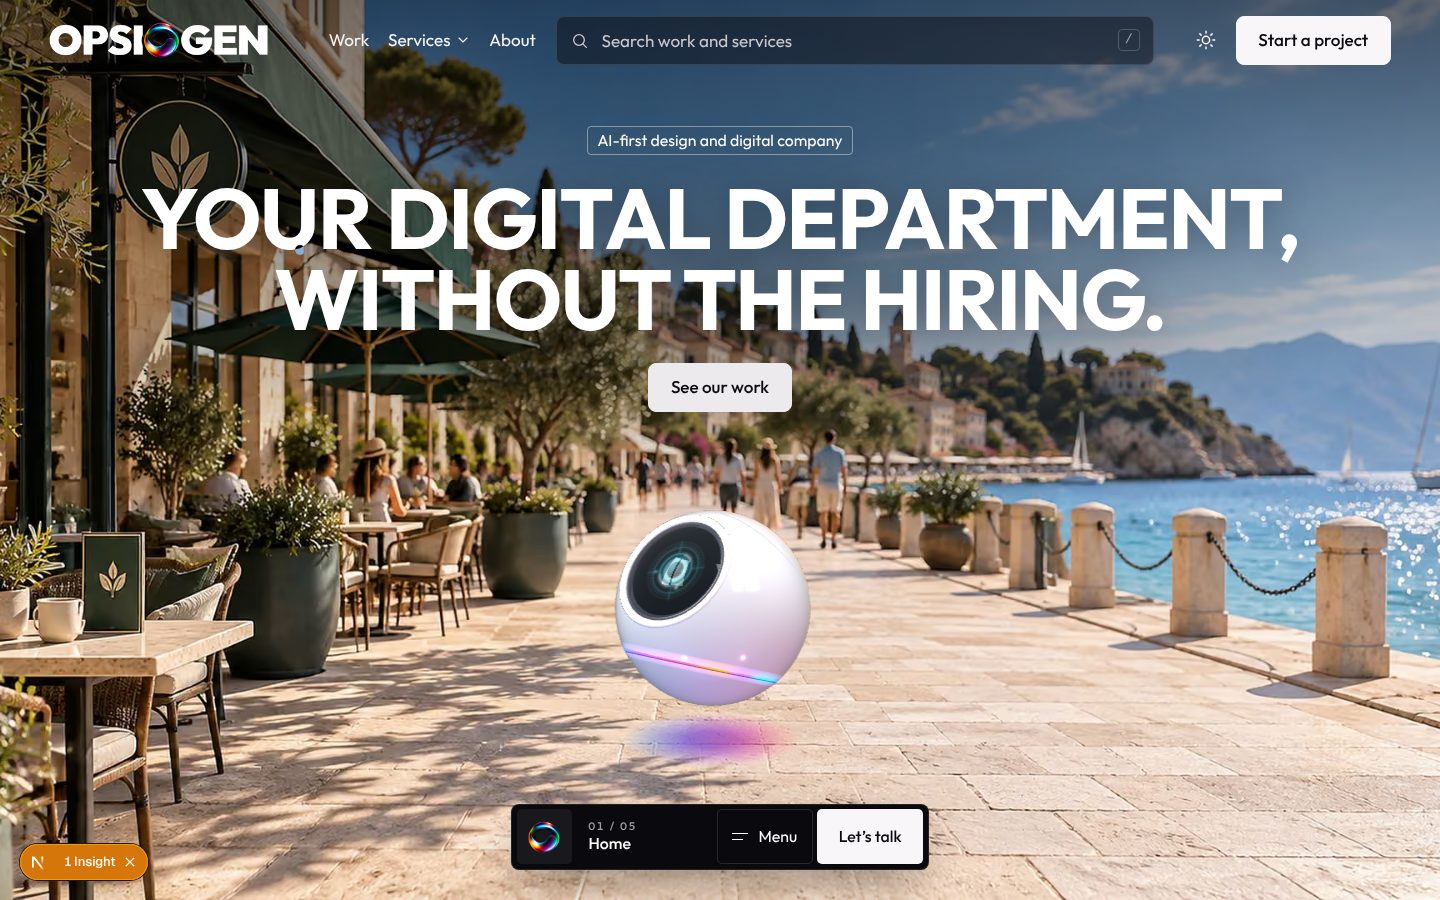 OPSIOGEN
Work
Services
About
Search work and services
/
Start a project
AI-first design and digital company
YOUR DIGITAL DEPARTMENT,
WITHOUT THE HIRING.
See our work
01 / 05
Home
Menu
Let's talk
N
1 Insight